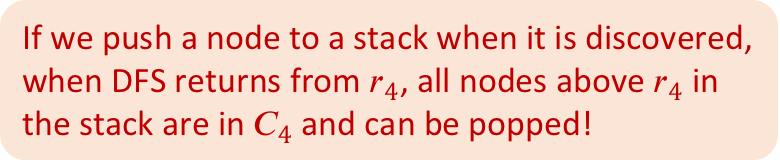 If we push a node to a stack when it is discovered,
when DFS returns from r₄, all nodes above r₄ in
the stack are in C₄ and can be popped!